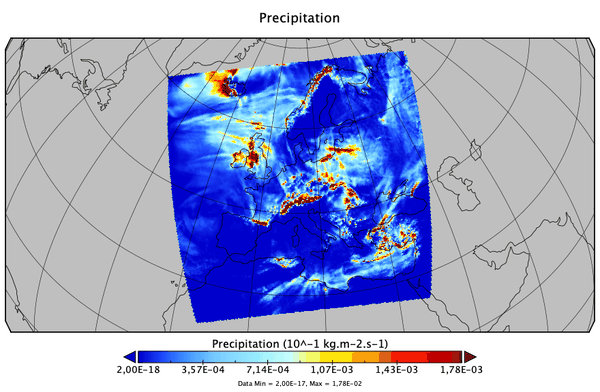 Precipitation
Precipitation (10^-1 kg.m-2.s-1)
2,00E-18 3,57E-04 7,14E-04 1,07E-03 1,43E-03 1,78E-03
Data Min = 2,00E-17, Max = 1,78E-02